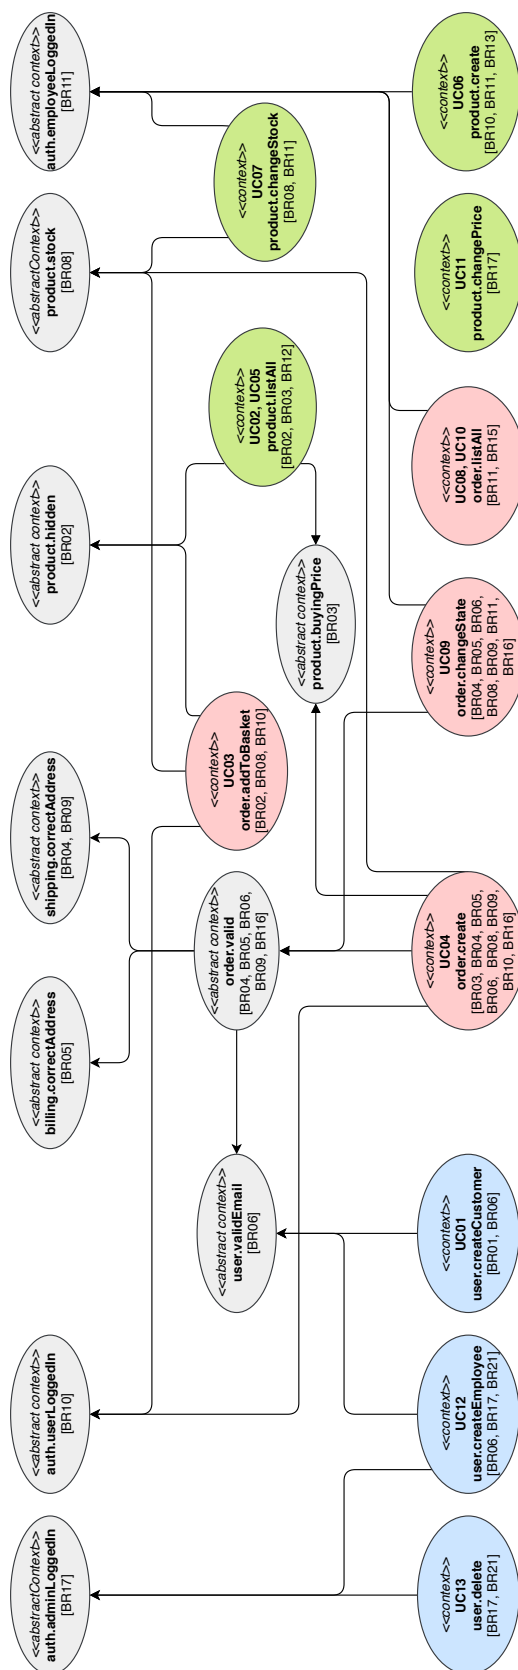 <<abstractContext>>
auth.adminLoggedIn
[BR17]
<<abstract context>>
auth.userLoggedIn
[BR10]
<<abstract context>>
billing.correctAddress
[BR05]
<<abstract context>>
shipping.correctAddress
[BR04, BR09]
<<abstract context>>
product.hidden
[BR02]
<<abstractContext>>
product.stock
[BR08]
<<abstract context>>
auth.employeeLoggedIn
[BR11]
<<abstract context>>
user.validEmail
[BR06]
<<abstract context>>
order.valid
[BR04, BR05, BR06,
BR09, BR16]
<<context>>
UC03
order.addToBasket
[BR02, BR08, BR10]
<<context>>
UC02, UC05
product.listAll
[BR02, BR03, BR12]
<<context>>
UC07
product.changeStock
[BR08, BR11]
<<abstract context>>
product.buyingPrice
[BR03]
<<context>>
UC13
user.delete
[BR17, BR21]
<<context>>
UC12
user.createEmployee
[BR06, BR17, BR21]
<<context>>
UC01
user.createCustomer
[BR01, BR06]
<<context>>
UC04
order.create
[BR03, BR04, BR05,
BR06, BR08, BR09,
BR10, BR16]
<<context>>
UC09
order.changeState
[BR04, BR05, BR06,
BR08, BR09, BR11,
BR16]
<<context>>
UC08, UC10
order.listAll
[BR11, BR15]
<<context>>
UC11
product.changePrice
[BR17]
<<context>>
UC06
product.create
[BR10, BR11, BR13]